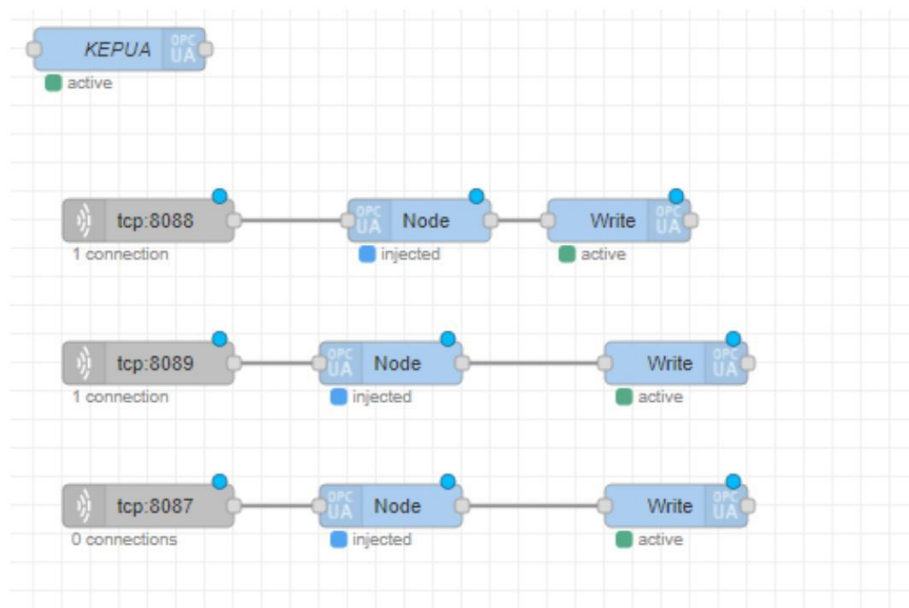 KEPUA OPC UA
active
tcp:8088 OPC UA Node Write OPC UA
1 connection injected active
tcp:8089 OPC UA Node Write OPC UA
1 connection injected active
tcp:8087 OPC UA Node Write OPC UA
0 connections injected active